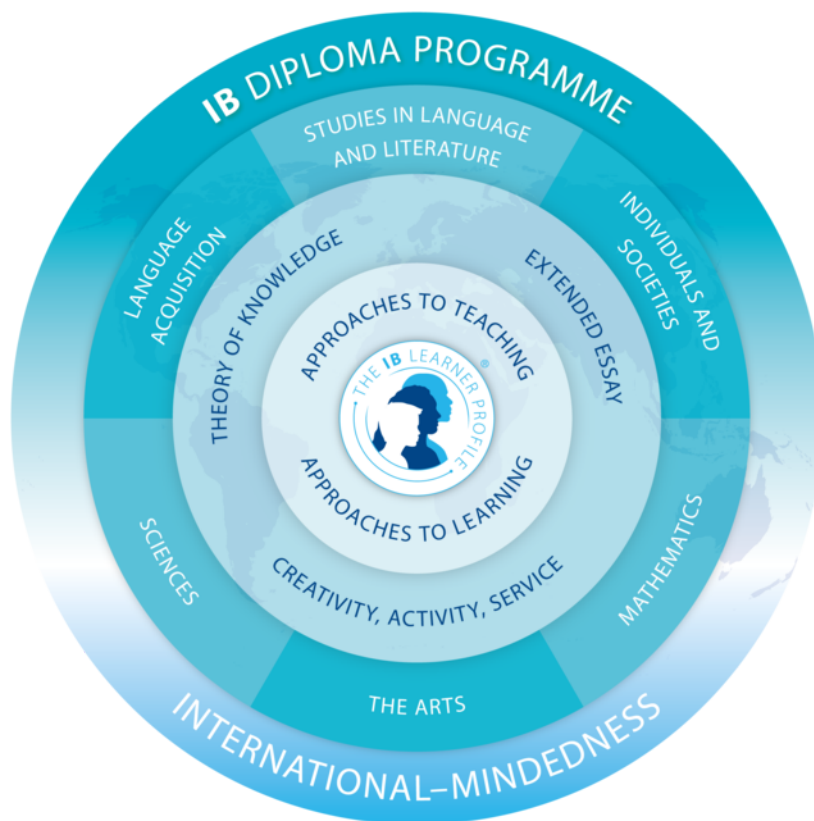 IB DIPLOMA PROGRAMME
STUDIES IN LANGUAGE
AND LITERATURE
LANGUAGE
ACQUISITION
INDIVIDUALS AND
SOCIETIES
THEORY OF KNOWLEDGE
EXTENDED ESSAY
APPROACHES TO TEACHING
THE IB LEARNER PROFILE®
APPROACHES TO LEARNING
CREATIVITY, ACTIVITY, SERVICE
SCIENCES
MATHEMATICS
THE ARTS
INTERNATIONAL–MINDEDNESS